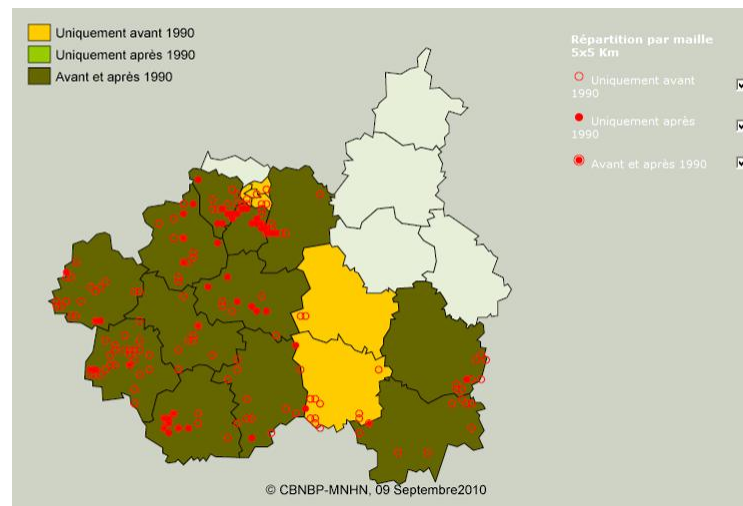 Uniquement avant 1990
Uniquement après 1990
Avant et après 1990
Répartition par maille
5x5 Km
Uniquement avant
1990
Uniquement après
1990
Avant et après 1990
© CBNBP-MNHN, 09 Septembre2010